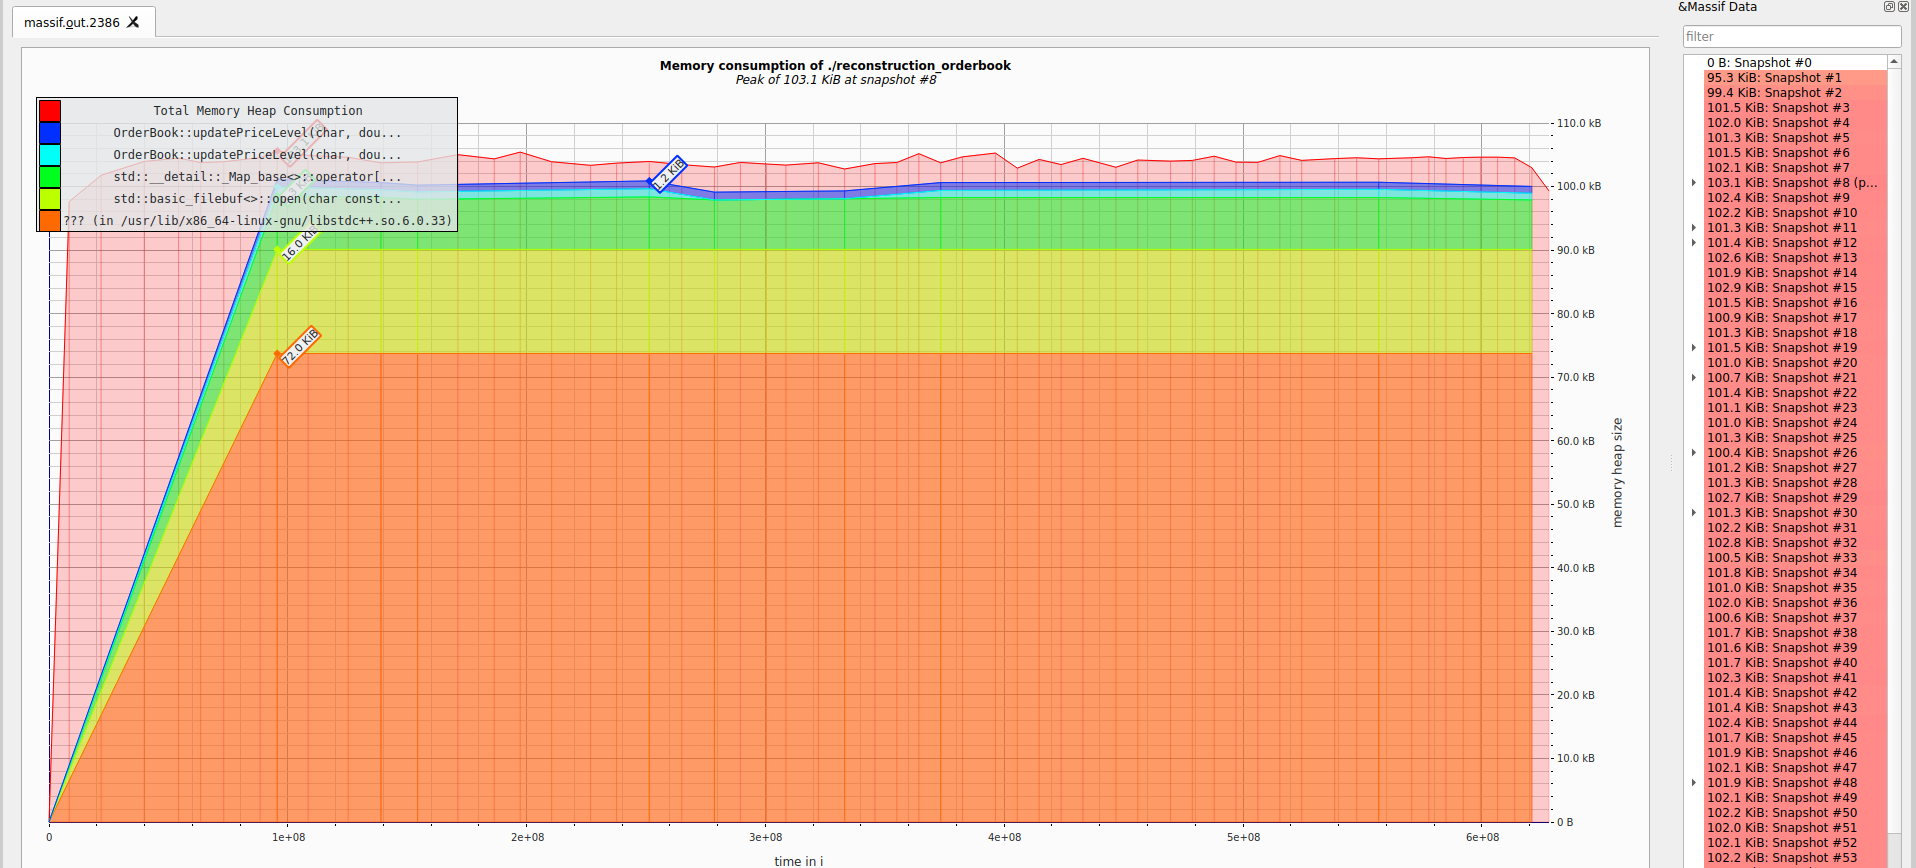 massif.out.2386
Memory consumption of ./reconstruction_orderbook
Peak of 103.1 KiB at snapshot #8
Total Memory Heap Consumption
OrderBook::updatePriceLevel(char, dou...
OrderBook::updatePriceLevel(char, dou...
std::__detail::_Map_base<>::operator[...
std::basic_filebuf<>::open(char const...
??? (in /usr/lib/x86_64-linux-gnu/libstdc++.so.6.0.33)
1.2 KiB
16.0 KiB
72.0 KiB
110.0 kB
100.0 kB
90.0 kB
80.0 kB
70.0 kB
60.0 kB
50.0 kB
40.0 kB
30.0 kB
20.0 kB
10.0 kB
0 B
memory heap size
0 1e+08 2e+08 3e+08 4e+08 5e+08 6e+08
time in i
&Massif Data
filter
0 B: Snapshot #0
95.3 KiB: Snapshot #1
99.4 KiB: Snapshot #2
101.5 KiB: Snapshot #3
102.0 KiB: Snapshot #4
101.3 KiB: Snapshot #5
101.5 KiB: Snapshot #6
102.1 KiB: Snapshot #7
103.1 KiB: Snapshot #8 (p...
102.4 KiB: Snapshot #9
102.2 KiB: Snapshot #10
101.3 KiB: Snapshot #11
101.4 KiB: Snapshot #12
102.6 KiB: Snapshot #13
101.9 KiB: Snapshot #14
102.9 KiB: Snapshot #15
101.5 KiB: Snapshot #16
100.9 KiB: Snapshot #17
101.3 KiB: Snapshot #18
101.5 KiB: Snapshot #19
101.0 KiB: Snapshot #20
100.7 KiB: Snapshot #21
101.4 KiB: Snapshot #22
101.1 KiB: Snapshot #23
101.0 KiB: Snapshot #24
101.3 KiB: Snapshot #25
100.4 KiB: Snapshot #26
101.2 KiB: Snapshot #27
101.3 KiB: Snapshot #28
102.7 KiB: Snapshot #29
101.3 KiB: Snapshot #30
102.2 KiB: Snapshot #31
102.8 KiB: Snapshot #32
100.5 KiB: Snapshot #33
101.8 KiB: Snapshot #34
101.0 KiB: Snapshot #35
102.0 KiB: Snapshot #36
100.6 KiB: Snapshot #37
101.7 KiB: Snapshot #38
101.6 KiB: Snapshot #39
101.7 KiB: Snapshot #40
102.3 KiB: Snapshot #41
101.4 KiB: Snapshot #42
101.4 KiB: Snapshot #43
102.4 KiB: Snapshot #44
101.7 KiB: Snapshot #45
101.9 KiB: Snapshot #46
102.1 KiB: Snapshot #47
101.9 KiB: Snapshot #48
102.1 KiB: Snapshot #49
102.2 KiB: Snapshot #50
102.0 KiB: Snapshot #51
102.1 KiB: Snapshot #52
102.2 KiB: Snapshot #53